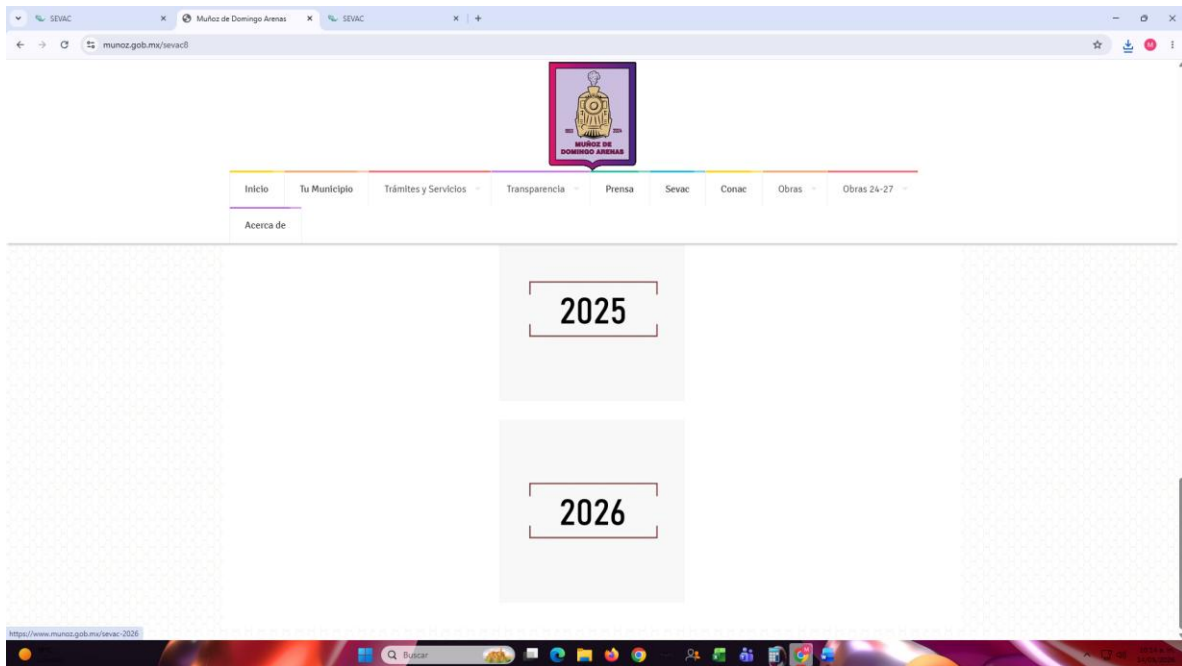 SEVAC
Muñoz de Domingo Arenas
SEVAC
munoz.gob.mx/sevac8
M
MUÑOZ DE
DOMINGO ARENAS
Inicio Tu Municipio Trámites y Servicios Transparencia Prensa Sevac Conac Obras Obras 24-27
Acerca de
2025
2026
https://www.munoz.gob.mx/sevac-2026
Buscar